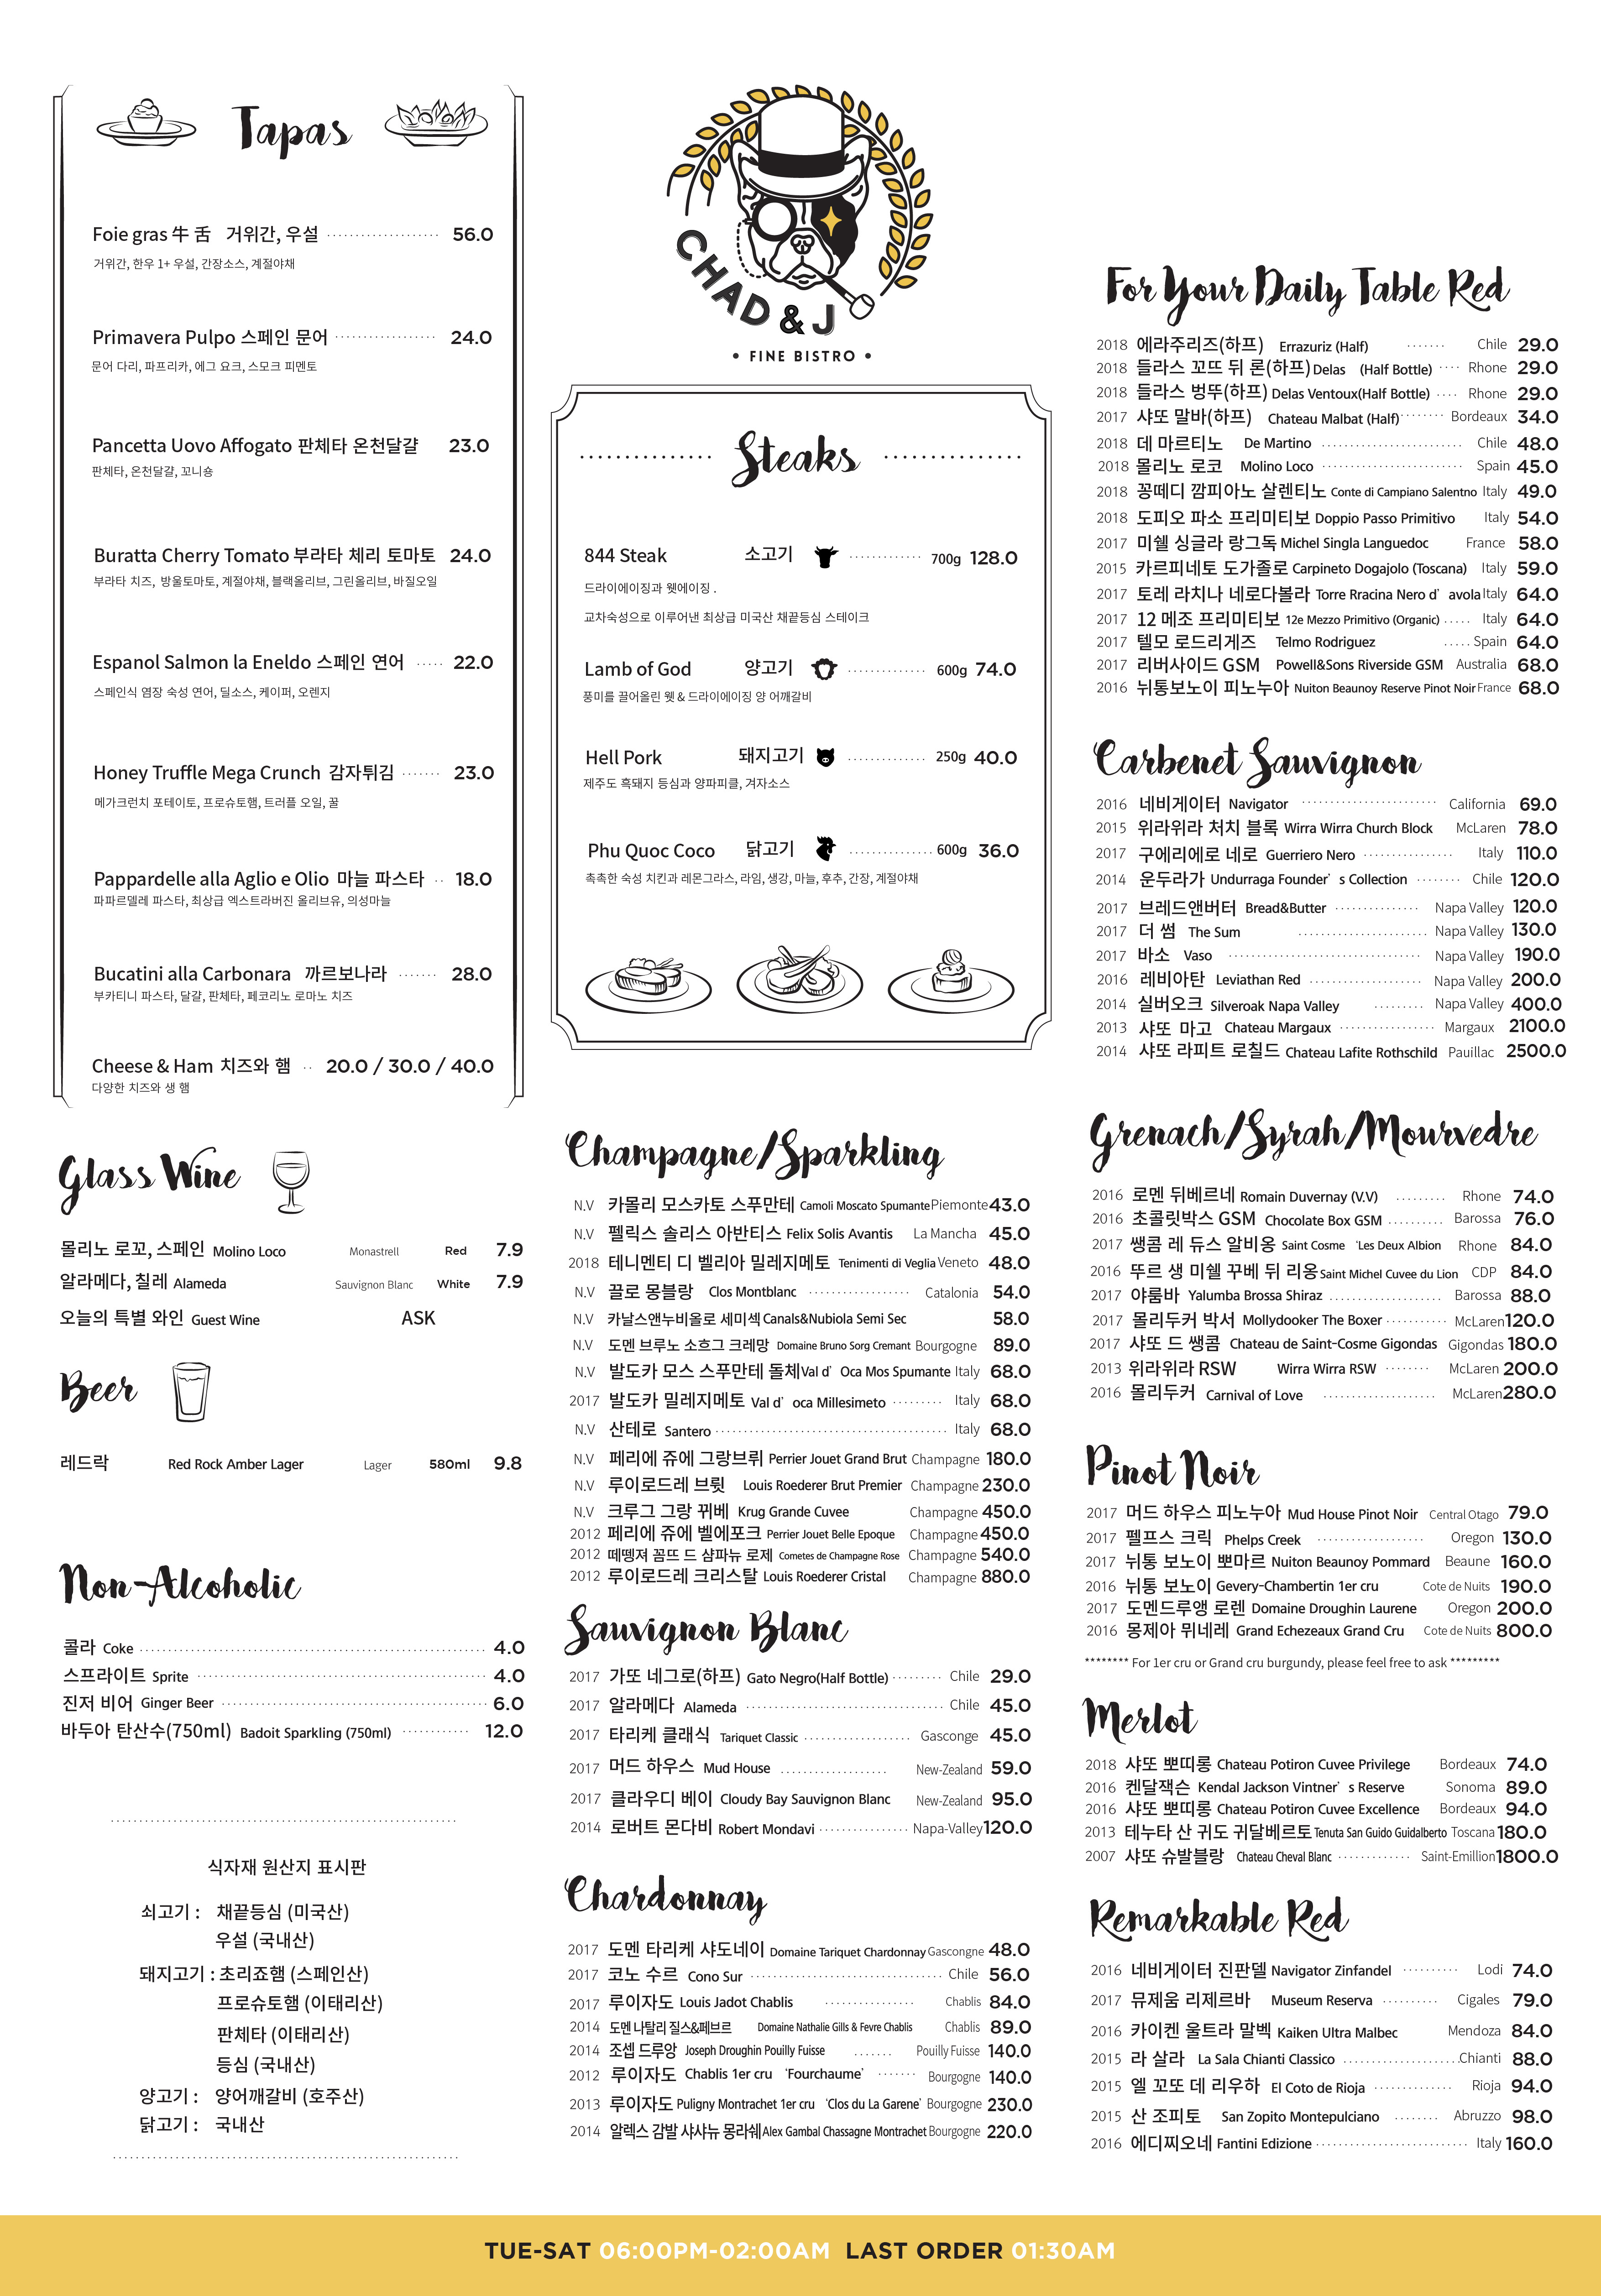 Tapas
Foie gras 牛 舌 거위간, 우설 56.0
거위간, 한우 1+ 우설, 간장소스, 계절야채
Primavera Pulpo 스페인 문어 24.0
문어 다리, 파프리카, 에그 요크, 스모크 피멘토
Pancetta Uovo Affogato 판체타 온천달걀 23.0
판체타, 온천달걀, 꼬니숑
Buratta Cherry Tomato 부라타 체리 토마토 24.0
부라타 치즈, 방울토마토, 계절야채, 블랙올리브, 그린올리브, 바질오일
Espanol Salmon la Eneldo 스페인 연어 22.0
스페인식 염장 숙성 연어, 딜소스, 케이퍼, 오렌지
Honey Truffle Mega Crunch 감자튀김 23.0
메가크런치 포테이토, 프로슈토햄, 트러플 오일, 꿀
Pappardelle alla Aglio e Olio 마늘 파스타 18.0
파파르델레 파스타, 최상급 엑스트라버진 올리브유, 의성마늘
Bucatini alla Carbonara 까르보나라 28.0
부카티니 파스타, 달걀, 판체타, 페코리노 로마노 치즈
Cheese & Ham 치즈와 햄 20.0 / 30.0 / 40.0
다양한 치즈와 생 햄
Glass Wine
몰리노 로꼬, 스페인 Molino Loco Monastrell Red 7.9
알라메다, 칠레 Alameda Sauvignon Blanc White 7.9
오늘의 특별 와인 Guest Wine ASK
Beer
레드락 Red Rock Amber Lager Lager 580ml 9.8
Non-Alcoholic
콜라 Coke 4.0
스프라이트 Sprite 4.0
진저 비어 Ginger Beer 6.0
바두아 탄산수(750ml) Badoit Sparkling (750ml) 12.0
식자재 원산지 표시판
쇠고기 : 채끝등심 (미국산)
우설 (국내산)
돼지고기 : 초리죠햄 (스페인산)
프로슈토햄 (이태리산)
판체타 (이태리산)
등심 (국내산)
양고기 : 양어깨갈비 (호주산)
닭고기 : 국내산
CHAD & J
• FINE BISTRO •
Steaks
844 Steak 소고기 700g 128.0
드라이에이징과 웻에이징 .
교차숙성으로 이루어낸 최상급 미국산 채끝등심 스테이크
Lamb of God 양고기 600g 74.0
풍미를 끌어올린 웻 & 드라이에이징 양 어깨갈비
Hell Pork 돼지고기 250g 40.0
제주도 흑돼지 등심과 양파피클, 겨자소스
Phu Quoc Coco 닭고기 600g 36.0
촉촉한 숙성 치킨과 레몬그라스, 라임, 생강, 마늘, 후추, 간장, 계절야채
Champagne/Sparkling
N.V 카몰리 모스카토 스푸만테 Camoli Moscato Spumante Piemonte 43.0
N.V 펠릭스 솔리스 아반티스 Felix Solis Avantis La Mancha 45.0
2018 테니멘티 디 벨리아 밀레지메토 Tenimenti di Veglia Veneto 48.0
N.V 끌로 몽블랑 Clos Montblanc Catalonia 54.0
N.V 카날스앤누비올로 세미섹 Canals&Nubiola Semi Sec 58.0
N.V 도멘 브루노 소흐그 크레망 Domaine Bruno Sorg Cremant Bourgogne 89.0
N.V 발도카 모스 스푸만테 돌체 Val d' Oca Mos Spumante Italy 68.0
2017 발도카 밀레지메토 Val d' oca Millesimeto Italy 68.0
N.V 산테로 Santero Italy 68.0
N.V 페리에 쥬에 그랑브뤼 Perrier Jouet Grand Brut Champagne 180.0
N.V 루이로드레 브륏 Louis Roederer Brut Premier Champagne 230.0
N.V 크루그 그랑 뀌베 Krug Grande Cuvee Champagne 450.0
2012 페리에 쥬에 벨에포크 Perrier Jouet Belle Epoque Champagne 450.0
2012 떼뗑져 꼼뜨 드 샴파뉴 로제 Cometes de Champagne Rose Champagne 540.0
2012 루이로드레 크리스탈 Louis Roederer Cristal Champagne 880.0
Sauvignon Blanc
2017 가또 네그로(하프) Gato Negro(Half Bottle) Chile 29.0
2017 알라메다 Alameda Chile 45.0
2017 타리케 클래식 Tariquet Classic Gasconge 45.0
2017 머드 하우스 Mud House New-Zealand 59.0
2017 클라우디 베이 Cloudy Bay Sauvignon Blanc New-Zealand 95.0
2014 로버트 몬다비 Robert Mondavi Napa-Valley 120.0
Chardonnay
2017 도멘 타리케 샤도네이 Domaine Tariquet Chardonnay Gascongne 48.0
2017 코노 수르 Cono Sur Chile 56.0
2017 루이자도 Louis Jadot Chablis Chablis 84.0
2014 도멘 나탈리 질스&페브르 Domaine Nathalie Gills & Fevre Chablis Chablis 89.0
2014 조셉 드루앙 Joseph Droughin Pouilly Fuisse Pouilly Fuisse 140.0
2012 루이자도 Chablis 1er cru 'Fourchaume' Bourgogne 140.0
2013 루이자도 Puligny Montrachet 1er cru 'Clos du La Garene' Bourgogne 230.0
2014 알렉스 감발 샤샤뉴 몽라쉐 Alex Gambal Chassagne Montrachet Bourgogne 220.0
For Your Daily Table Red
2018 에라주리즈(하프) Errazuriz (Half) Chile 29.0
2018 들라스 꼬뜨 뒤 론(하프) Delas (Half Bottle) Rhone 29.0
2018 들라스 벙뚜(하프) Delas Ventoux(Half Bottle) Rhone 29.0
2017 샤또 말바(하프) Chateau Malbat (Half) Bordeaux 34.0
2018 데 마르티노 De Martino Chile 48.0
2018 몰리노 로코 Molino Loco Spain 45.0
2018 꽁떼디 깜피아노 살렌티노 Conte di Campiano Salentno Italy 49.0
2018 도피오 파소 프리미티보 Doppio Passo Primitivo Italy 54.0
2017 미쉘 싱글라 랑그독 Michel Singla Languedoc France 58.0
2015 카르피네토 도가졸로 Carpineto Dogajolo (Toscana) Italy 59.0
2017 토레 라치나 네로다볼라 Torre Rracina Nero d' avola Italy 64.0
2017 12 메조 프리미티보 12e Mezzo Primitivo (Organic) Italy 64.0
2017 텔모 로드리게즈 Telmo Rodriguez Spain 64.0
2017 리버사이드 GSM Powell&Sons Riverside GSM Australia 68.0
2016 뉘통보노이 피노누아 Nuiton Beaunoy Reserve Pinot Noir France 68.0
Carbenet Sauvignon
2016 네비게이터 Navigator California 69.0
2015 위라위라 처치 블록 Wirra Wirra Church Block McLaren 78.0
2017 구에리에로 네로 Guerriero Nero Italy 110.0
2014 운두라가 Undurraga Founder' s Collection Chile 120.0
2017 브레드앤버터 Bread&Butter Napa Valley 120.0
2017 더 썸 The Sum Napa Valley 130.0
2017 바소 Vaso Napa Valley 190.0
2016 레비아탄 Leviathan Red Napa Valley 200.0
2014 실버오크 Silveroak Napa Valley Napa Valley 400.0
2013 샤또 마고 Chateau Margaux Margaux 2100.0
2014 샤또 라피트 로칠드 Chateau Lafite Rothschild Pauillac 2500.0
Grenach/Syrah/Mourvedre
2016 로멘 뒤베르네 Romain Duvernay (V.V) Rhone 74.0
2016 초콜릿박스 GSM Chocolate Box GSM Barossa 76.0
2017 쌩콤 레 듀스 알비옹 Saint Cosme 'Les Deux Albion Rhone 84.0
2016 뚜르 생 미쉘 꾸베 뒤 리옹 Saint Michel Cuvee du Lion CDP 84.0
2017 야룸바 Yalumba Brossa Shiraz Barossa 88.0
2017 몰리두커 박서 Mollydooker The Boxer McLaren 120.0
2017 샤또 드 쌩콤 Chateau de Saint-Cosme Gigondas Gigondas 180.0
2013 위라위라 RSW Wirra Wirra RSW McLaren 200.0
2016 몰리두커 Carnival of Love McLaren 280.0
Pinot Noir
2017 머드 하우스 피노누아 Mud House Pinot Noir Central Otago 79.0
2017 펠프스 크릭 Phelps Creek Oregon 130.0
2017 뉘통 보노이 뽀마르 Nuiton Beaunoy Pommard Beaune 160.0
2016 뉘통 보노이 Gevery-Chambertin 1er cru Cote de Nuits 190.0
2017 도멘드루앵 로렌 Domaine Droughin Laurene Oregon 200.0
2016 몽제아 뮈네레 Grand Echezeaux Grand Cru Cote de Nuits 800.0
******** For 1er cru or Grand cru burgundy, please feel free to ask *********
Merlot
2018 샤또 뽀띠롱 Chateau Potiron Cuvee Privilege Bordeaux 74.0
2016 켄달잭슨 Kendal Jackson Vintner' s Reserve Sonoma 89.0
2016 샤또 뽀띠롱 Chateau Potiron Cuvee Excellence Bordeaux 94.0
2013 테누타 산 귀도 귀달베르토 Tenuta San Guido Guidalberto Toscana 180.0
2007 샤또 슈발블랑 Chateau Cheval Blanc Saint-Emillion 1800.0
Remarkable Red
2016 네비게이터 진판델 Navigator Zinfandel Lodi 74.0
2017 뮤제움 리제르바 Museum Reserva Cigales 79.0
2016 카이켄 울트라 말벡 Kaiken Ultra Malbec Mendoza 84.0
2015 라 살라 La Sala Chianti Classico Chianti 88.0
2015 엘 꼬또 데 리우하 El Coto de Rioja Rioja 94.0
2015 산 조피토 San Zopito Montepulciano Abruzzo 98.0
2016 에디찌오네 Fantini Edizione Italy 160.0
TUE-SAT 06:00PM-02:00AM LAST ORDER 01:30AM